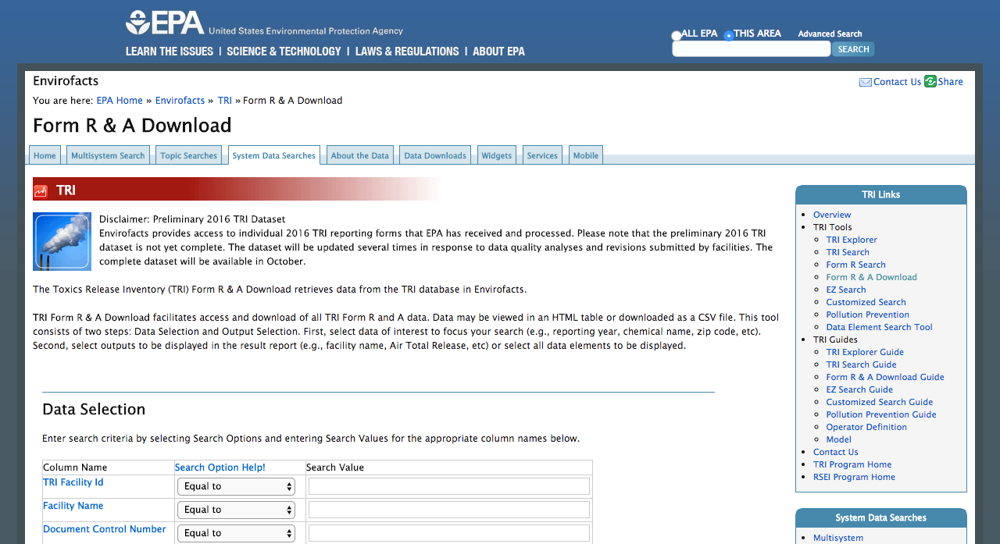 EPA United States Environmental Protection Agency
ALL EPA THIS AREA Advanced Search
LEARN THE ISSUES | SCIENCE & TECHNOLOGY | LAWS & REGULATIONS | ABOUT EPA
SEARCH
Envirofacts
Contact Us Share
You are here: EPA Home » Envirofacts » TRI » Form R & A Download
Form R & A Download
Home Multisystem Search Topic Searches System Data Searches About the Data Data Downloads Widgets Services Mobile
TRI
Disclaimer: Preliminary 2016 TRI Dataset
Envirofacts provides access to individual 2016 TRI reporting forms that EPA has received and processed. Please note that the preliminary 2016 TRI
dataset is not yet complete. The dataset will be updated several times in response to data quality analyses and revisions submitted by facilities. The
complete dataset will be available in October.
The Toxics Release Inventory (TRI) Form R & A Download retrieves data from the TRI database in Envirofacts.
TRI Form R & A Download facilitates access and download of all TRI Form R and A data. Data may be viewed in an HTML table or downloaded as a CSV file. This tool
consists of two steps: Data Selection and Output Selection. First, select data of interest to focus your search (e.g., reporting year, chemical name, zip code, etc).
Second, select outputs to be displayed in the result report (e.g., facility name, Air Total Release, etc) or select all data elements to be displayed.
Data Selection
Enter search criteria by selecting Search Options and entering Search Values for the appropriate column names below.
Column Name Search Option Help! Search Value
TRI Facility Id Equal to
Facility Name Equal to
Document Control Number Equal to
TRI Links
Overview
TRI Tools
TRI Explorer
TRI Search
Form R Search
Form R & A Download
EZ Search
Customized Search
Pollution Prevention
Data Element Search Tool
TRI Guides
TRI Explorer Guide
TRI Search Guide
Form R & A Download Guide
EZ Search Guide
Customized Search Guide
Pollution Prevention Guide
Operator Definition
Model
Contact Us
TRI Program Home
RSEI Program Home
System Data Searches
Multisystem